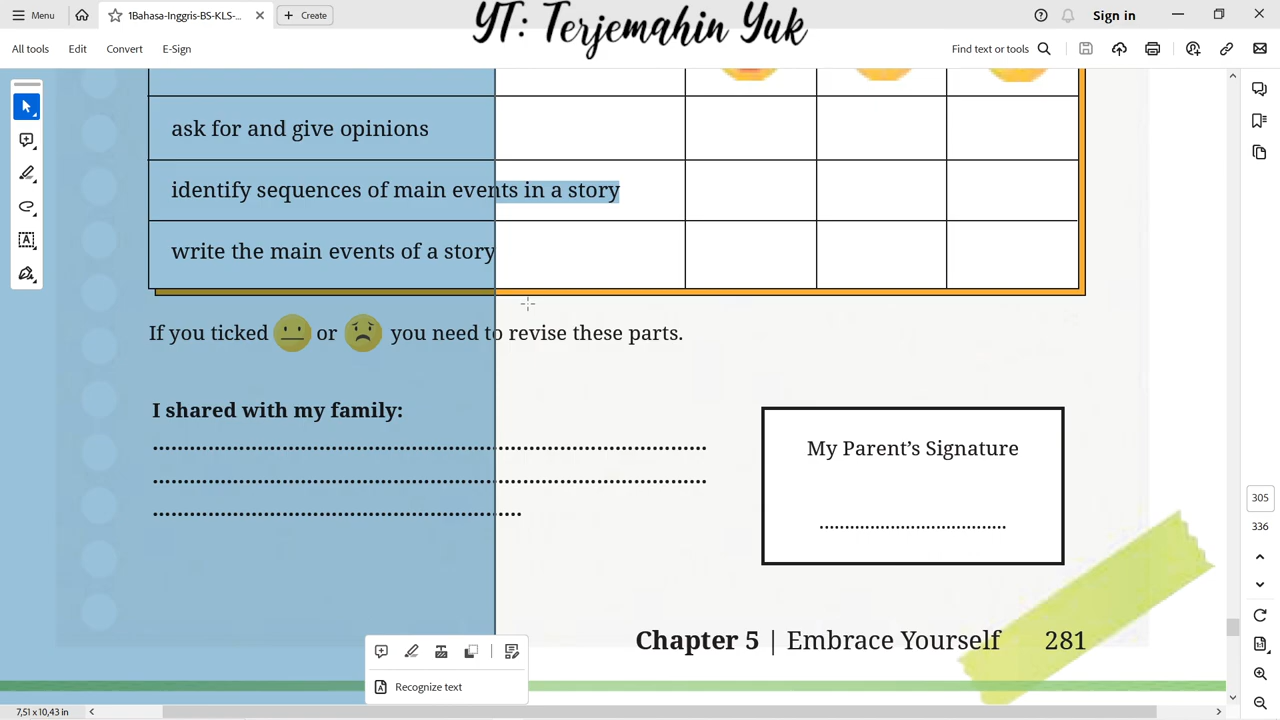 Menu
1Bahasa-Inggris-BS-KLS-...
Create
YT: Terjemahin Yuk
Sign in
All tools Edit Convert E-Sign
Find text or tools
ask for and give opinions
identify sequences of main events in a story
write the main events of a story
If you ticked or you need to revise these parts.
I shared with my family:
........................................................................................
........................................................................................
...........................................................
My Parent’s Signature
....................................
305
336
Chapter 5 | Embrace Yourself 281
Recognize text
7,51 x 10,43 in